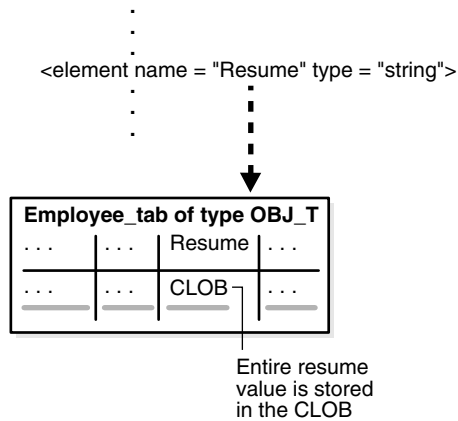 .
.
.
<element name = "Resume" type = "string">
.
.
.
Employee_tab of type OBJ_T
. . . . . . Resume . . .
. . . . . . CLOB . . .
Entire resume
value is stored
in the CLOB